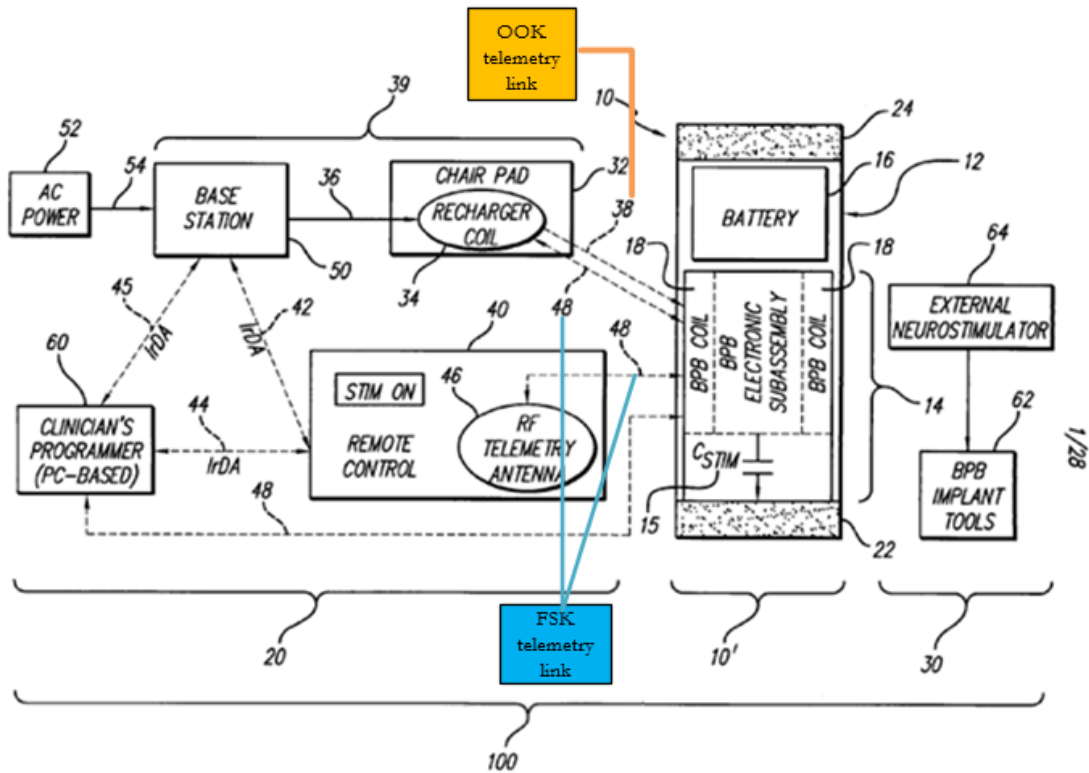 OOK
telemetry
link
39
10
24
52
54
AC
POWER
BASE
STATION
50
36
CHAIR PAD
RECHARGER
COIL
34
32
38
16
12
BATTERY
18
18
64
EXTERNAL
NEUROSTIMULATOR
45
IrDA
42
IrDA
48
40
60
CLINICIAN'S
PROGRAMMER
(PC-BASED)
44
IrDA
STIM ON
46
REMOTE
CONTROL
RF
TELEMETRY
ANTENNA
48
BPB COIL
BPB
ELECTRONIC
SUBASSEMBLY
BPB COIL
14
62
BPB
IMPLANT
TOOLS
1/28
48
CSTIM
15
22
FSK
telemetry
link
20
10'
30
100